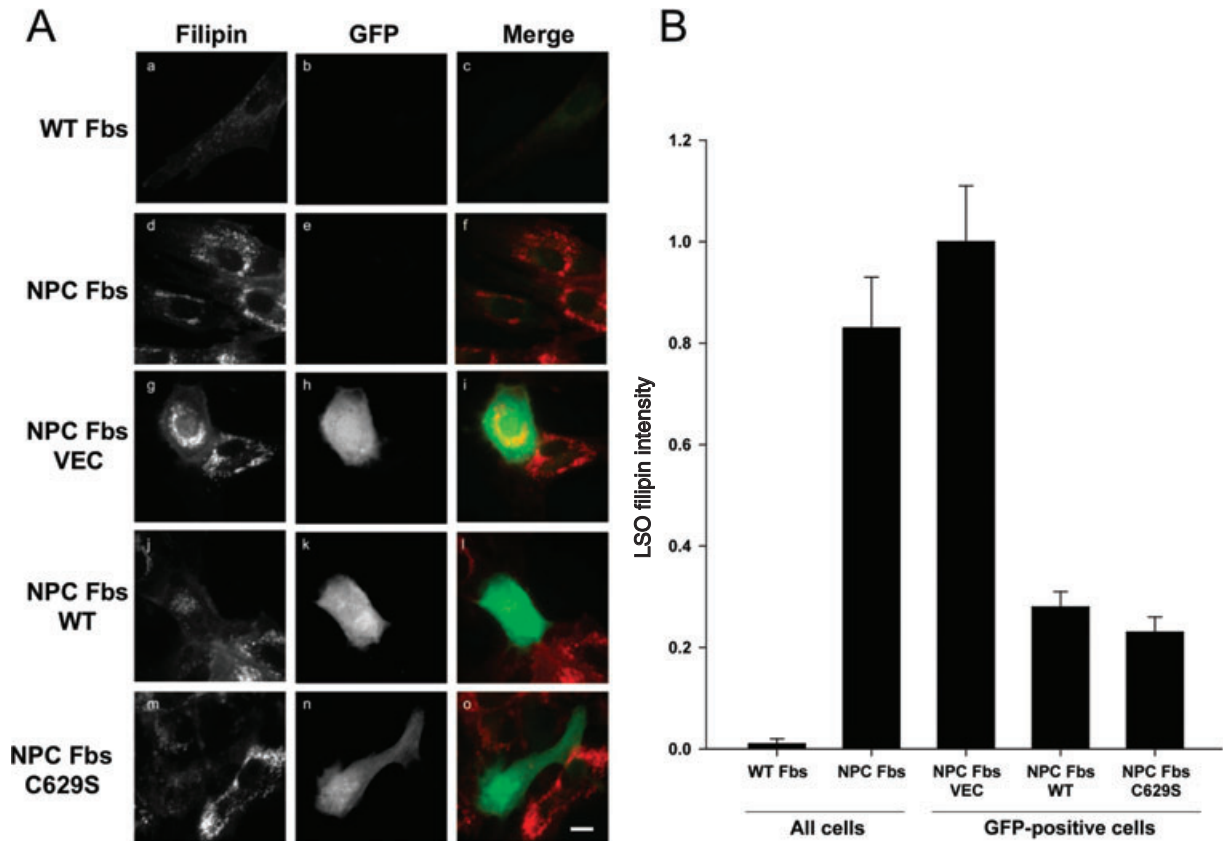 A
Filipin GFP Merge
WT Fbs
a b c
NPC Fbs
d e f
NPC Fbs
VEC
g h i
NPC Fbs
WT
j k l
NPC Fbs
C629S
m n o
B
LSO filipin intensity
1.2
1.0
0.8
0.6
0.4
0.2
0.0
WT Fbs NPC Fbs NPC Fbs NPC Fbs NPC Fbs
VEC WT C629S
All cells GFP-positive cells